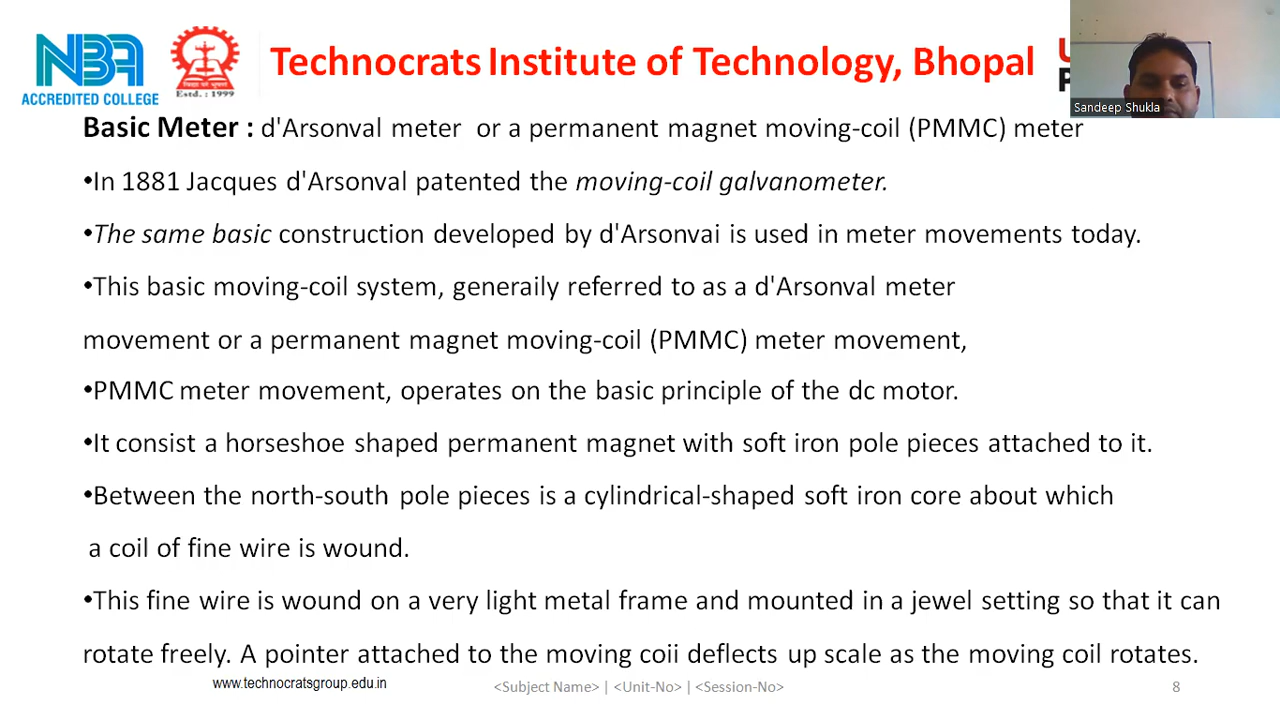 NBA
ACCREDITED COLLEGE
Estd. : 1999
Technocrats Institute of Technology, Bhopal
Sandeep Shukla
Basic Meter : d'Arsonval meter or a permanent magnet moving-coil (PMMC) meter
•In 1881 Jacques d'Arsonval patented the moving-coil galvanometer.
•The same basic construction developed by d'Arsonvai is used in meter movements today.
•This basic moving-coil system, generaily referred to as a d'Arsonval meter
movement or a permanent magnet moving-coil (PMMC) meter movement,
•PMMC meter movement, operates on the basic principle of the dc motor.
•It consist a horseshoe shaped permanent magnet with soft iron pole pieces attached to it.
•Between the north-south pole pieces is a cylindrical-shaped soft iron core about which
a coil of fine wire is wound.
•This fine wire is wound on a very light metal frame and mounted in a jewel setting so that it can
rotate freely. A pointer attached to the moving coii deflects up scale as the moving coil rotates.
www.technocratsgroup.edu.in
<Subject Name> | <Unit-No> | <Session-No>
8